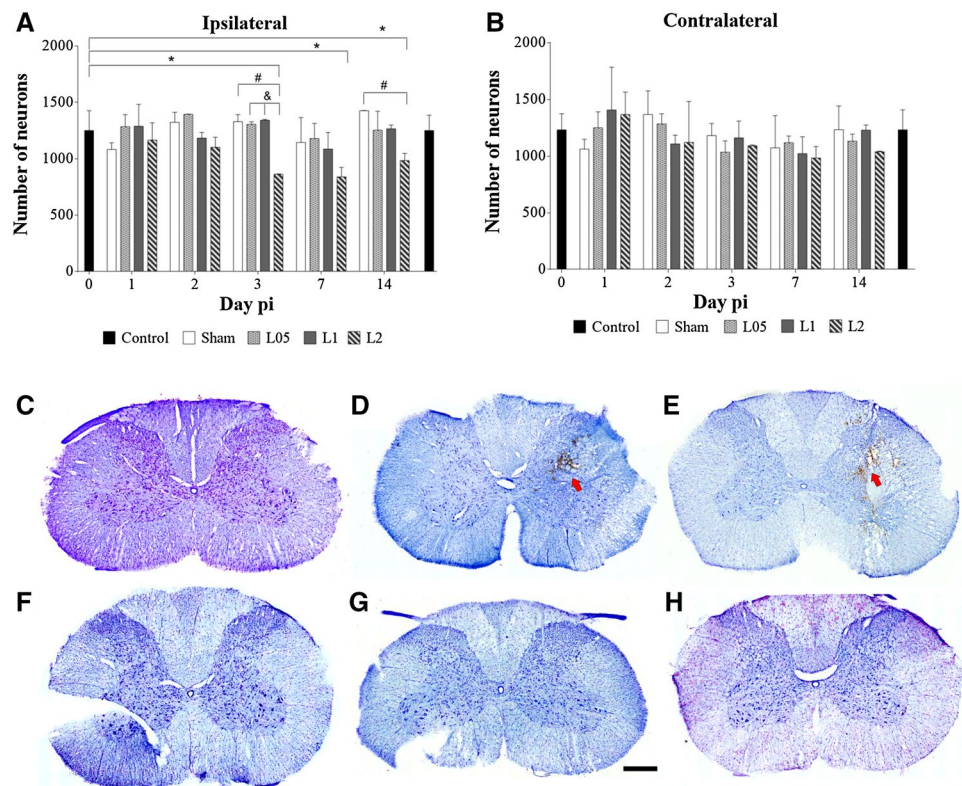 A
Ipsilateral
*
*
*
#
&
#
Number of neurons
2000
1500
1000
500
0
0 1 2 3 7 14
Day pi
Control Sham L05 L1 L2
B
Contralateral
Number of neurons
2000
1500
1000
500
0
0 1 2 3 7 14
Day pi
Control Sham L05 L1 L2
C D E
F G H